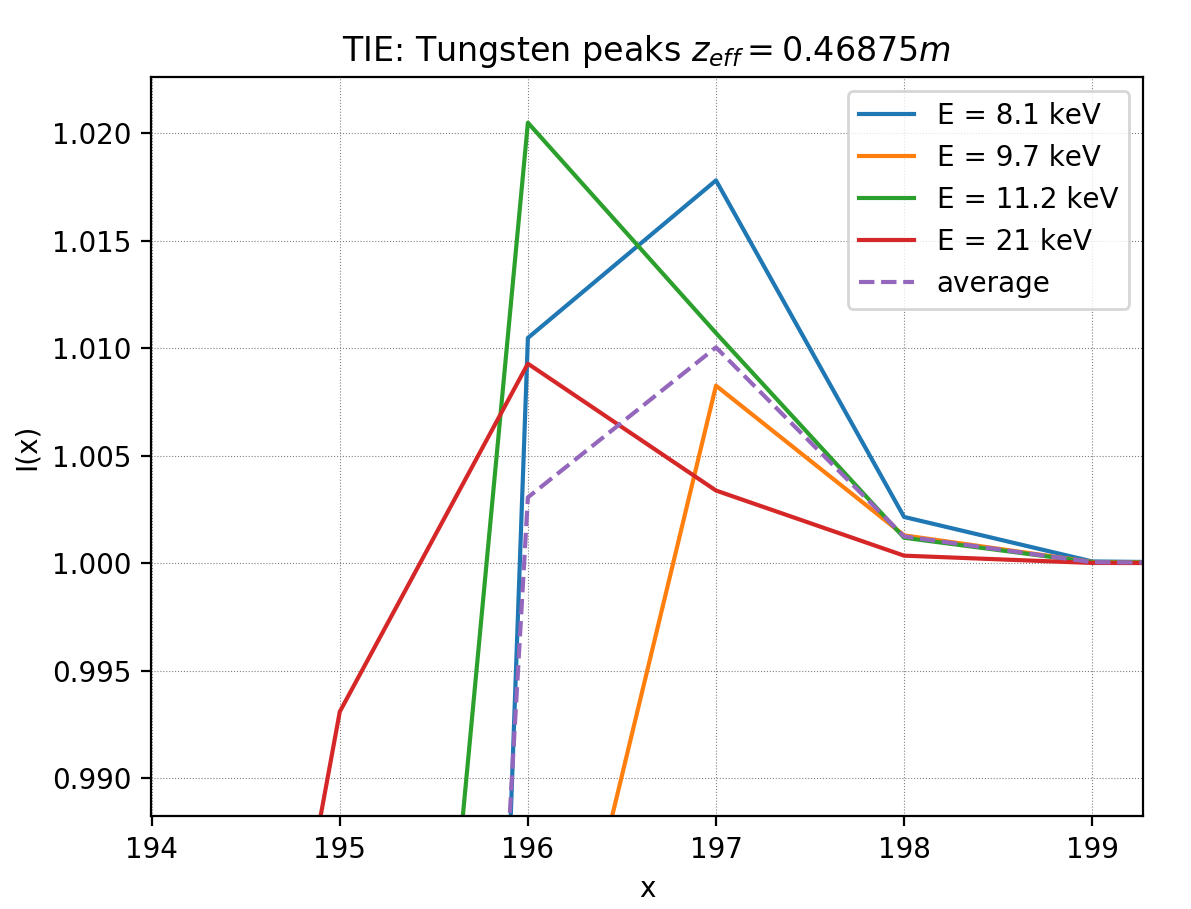 TIE: Tungsten peaks z_eff = 0.46875m
E = 8.1 keV
E = 9.7 keV
E = 11.2 keV
E = 21 keV
average
I(x)
1.020
1.015
1.010
1.005
1.000
0.995
0.990
194 195 196 197 198 199
x